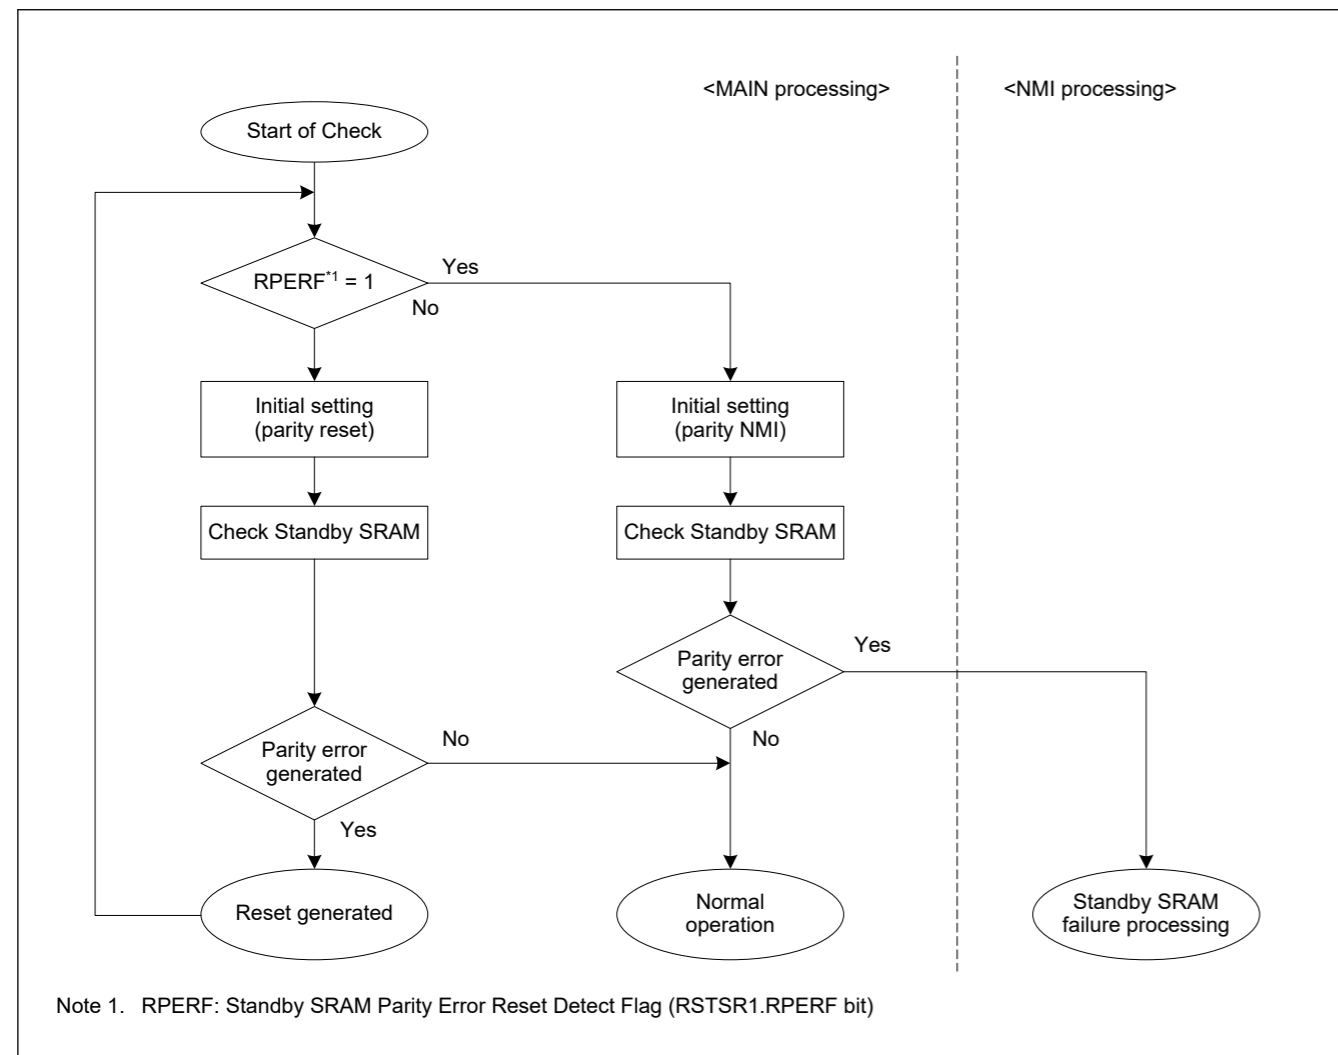 <MAIN processing>
<NMI processing>
Start of Check
RPERF*1 = 1
Yes
No
Initial setting
(parity reset)
Initial setting
(parity NMI)
Check Standby SRAM
Check Standby SRAM
Parity error
generated
Yes
No
Parity error
generated
No
Yes
Reset generated
Normal
operation
Standby SRAM
failure processing
Note 1. RPERF: Standby SRAM Parity Error Reset Detect Flag (RSTSR1.RPERF bit)